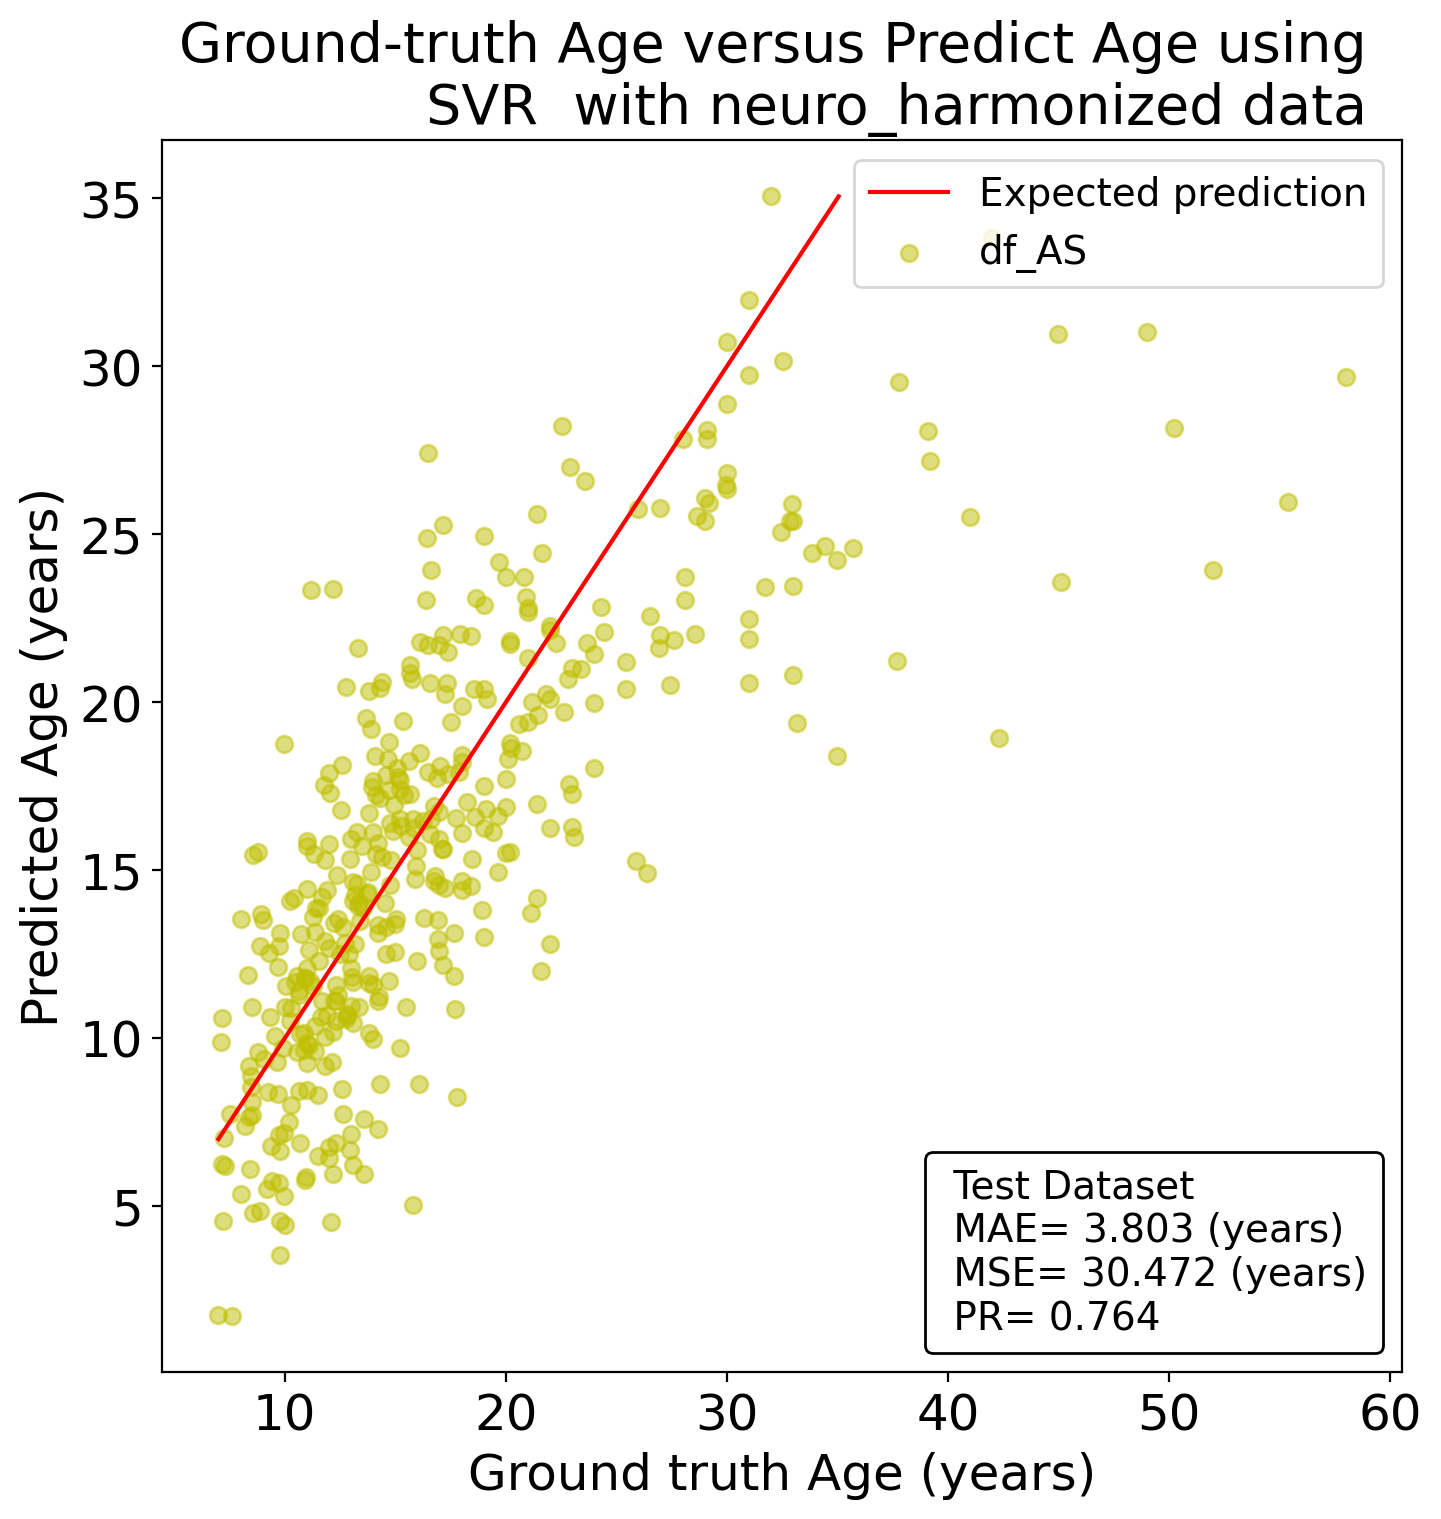 Ground-truth Age versus Predict Age using
SVR  with neuro_harmonized data
Expected prediction
df_AS
35
30
25
20
15
10
5
Predicted Age (years)
Test Dataset
MAE= 3.803 (years)
MSE= 30.472 (years)
PR= 0.764
10 20 30 40 50 60
Ground truth Age (years)